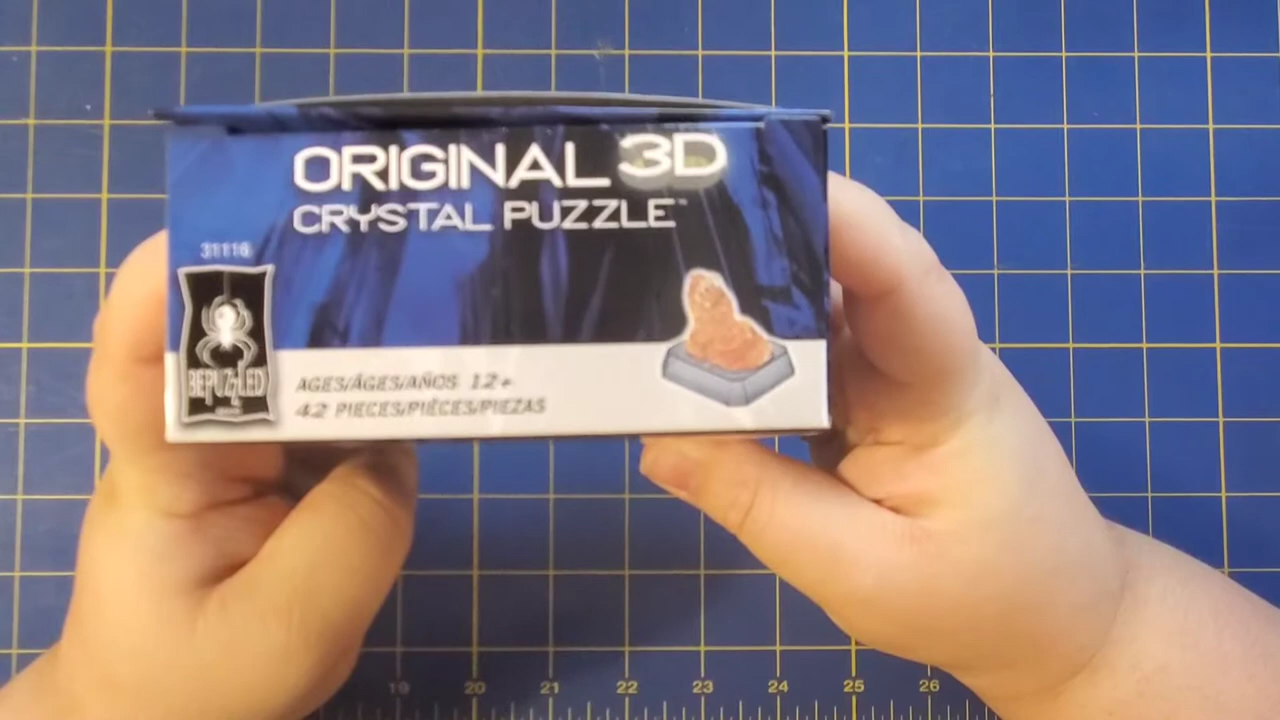 ORIGINAL 3D
CRYSTAL PUZZLE™
31116
BEPUZZLED
AGES/ÂGES/AÑOS 12+
42 PIECES/PIÈCES/PIEZAS
19 20 21 22 23 24 25 26